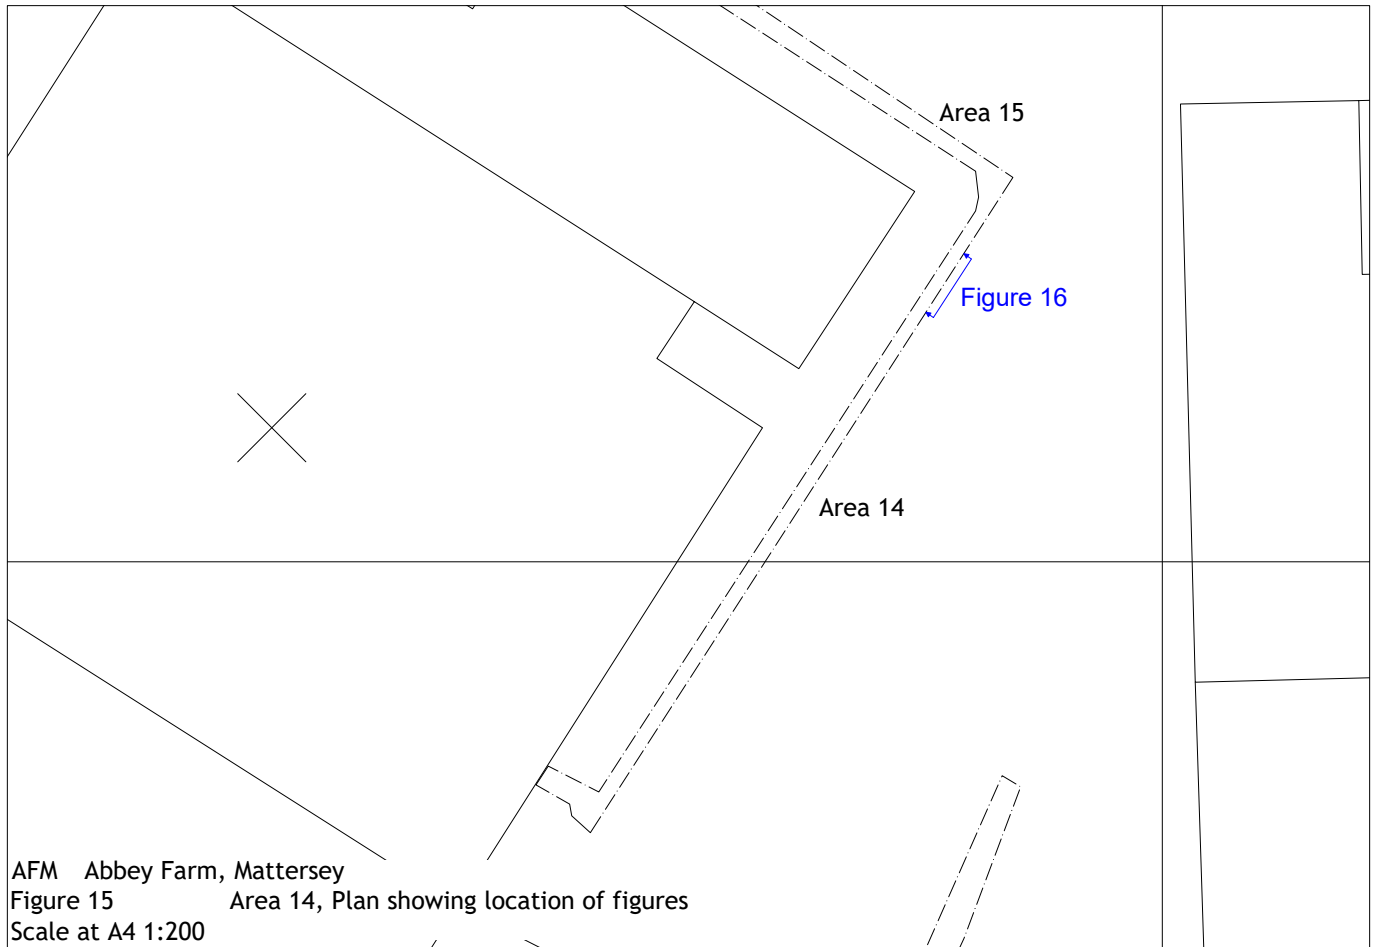 Area 15
Figure 16
Area 14
AFM Abbey Farm, Mattersey
Figure 15 Area 14, Plan showing location of figures
Scale at A4 1:200